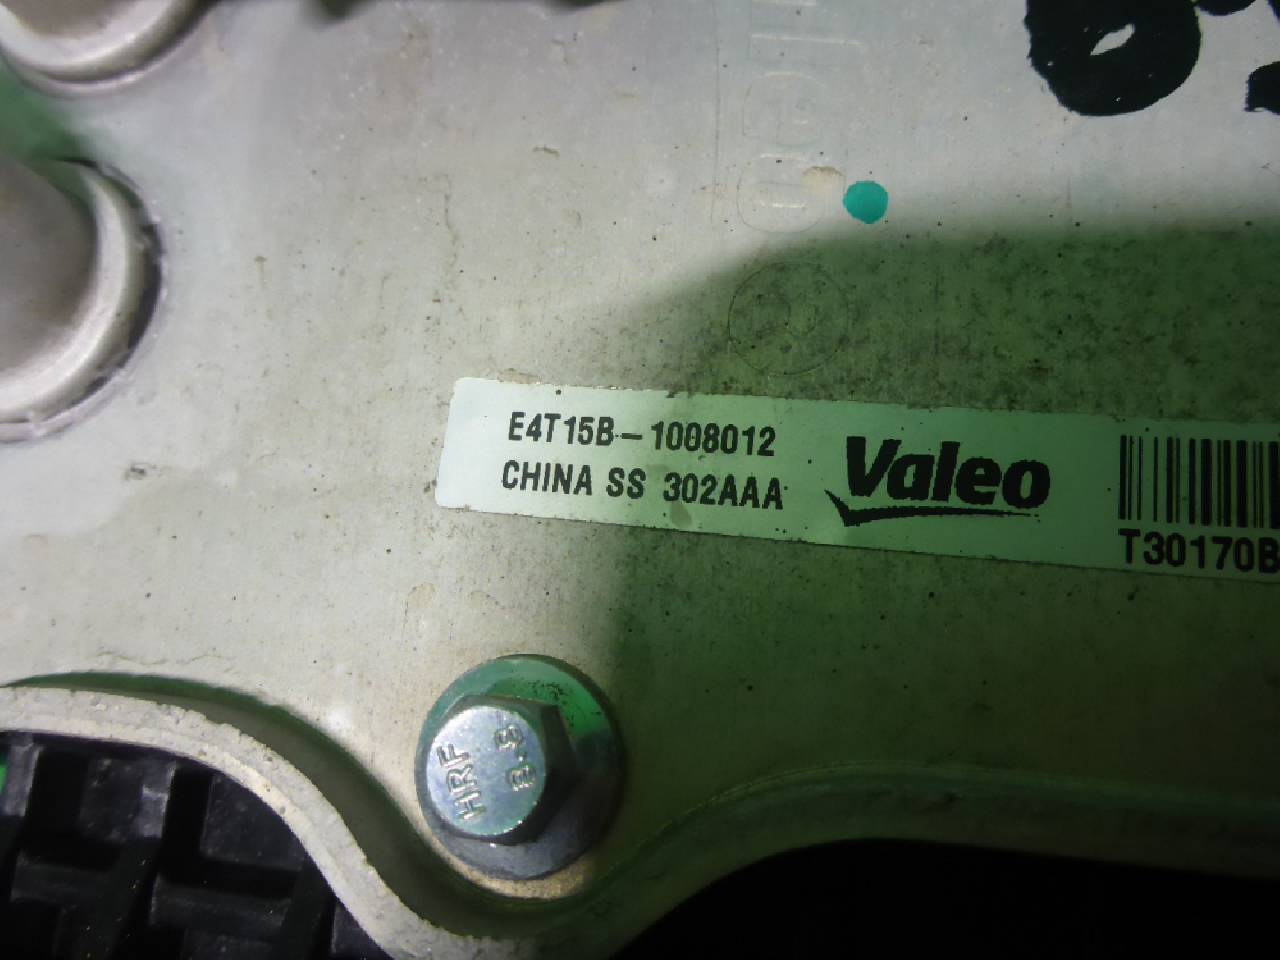 E4T15B-1008012
CHINA SS 302AAA
Valeo
T30170B
HRF
8.8